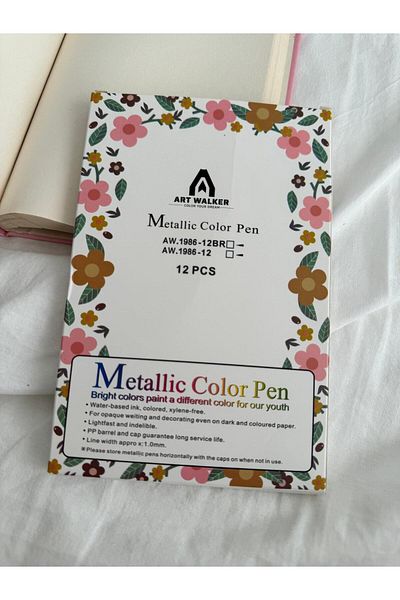 ART WALKER
COLOR YOUR DREAM
Metallic Color Pen
AW.1986-12BR
AW.1986-12
12 PCS
Metallic Color Pen
Bright colors paint a different color for our youth
• Water-based ink, colored, xylene-free.
• For opaque weiting and decorating even on dark and coloured paper.
• Lightfast and indelible.
• PP barrel and cap guarantee long service life.
• Line width approx x:1.0mm.
※Please store metallic pens horizontally with the caps on when not in use.